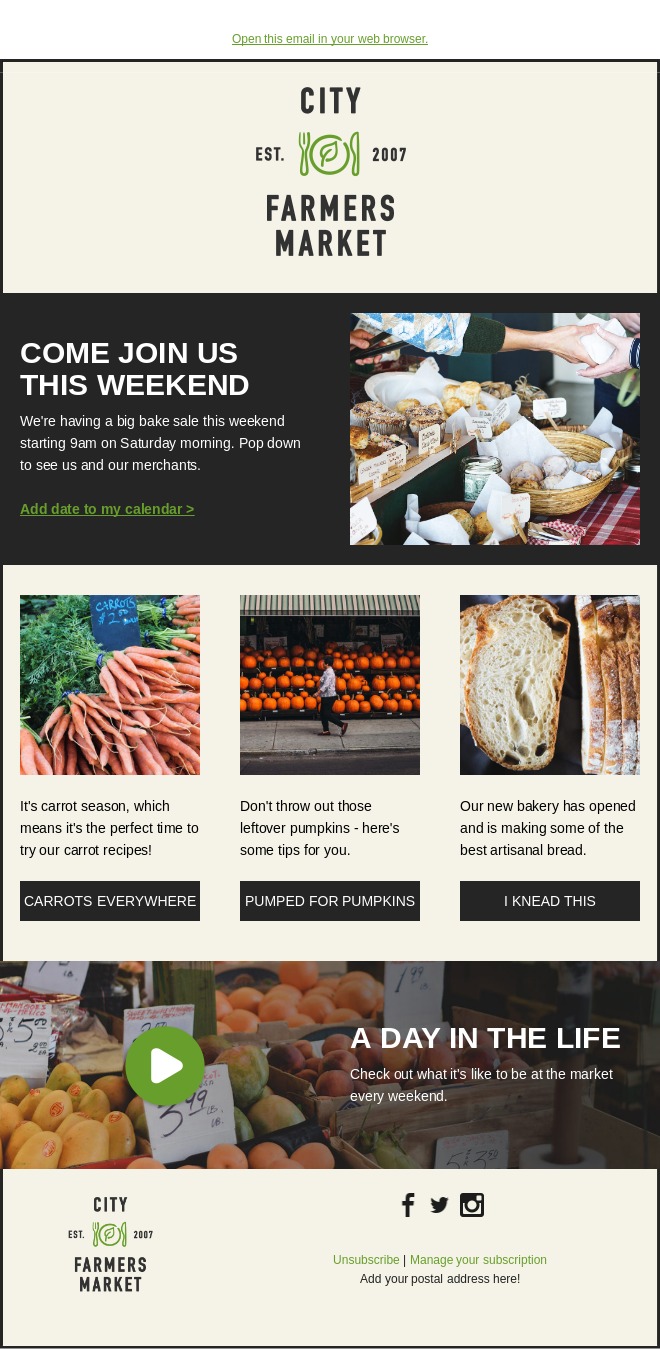 Open this email in your web browser.
CITY
EST. 2007
FARMERS
MARKET
COME JOIN US
THIS WEEKEND
We're having a big bake sale this weekend
starting 9am on Saturday morning. Pop down
to see us and our merchants.
Add date to my calendar >
CARROTS
It's carrot season, which
means it's the perfect time to
try our carrot recipes!
CARROTS EVERYWHERE
Don't throw out those
leftover pumpkins - here's
some tips for you.
PUMPED FOR PUMPKINS
Our new bakery has opened
and is making some of the
best artisanal bread.
I KNEAD THIS
A DAY IN THE LIFE
Check out what it's like to be at the market
every weekend.
CITY
EST. 2007
FARMERS
MARKET
Unsubscribe | Manage your subscription
Add your postal address here!